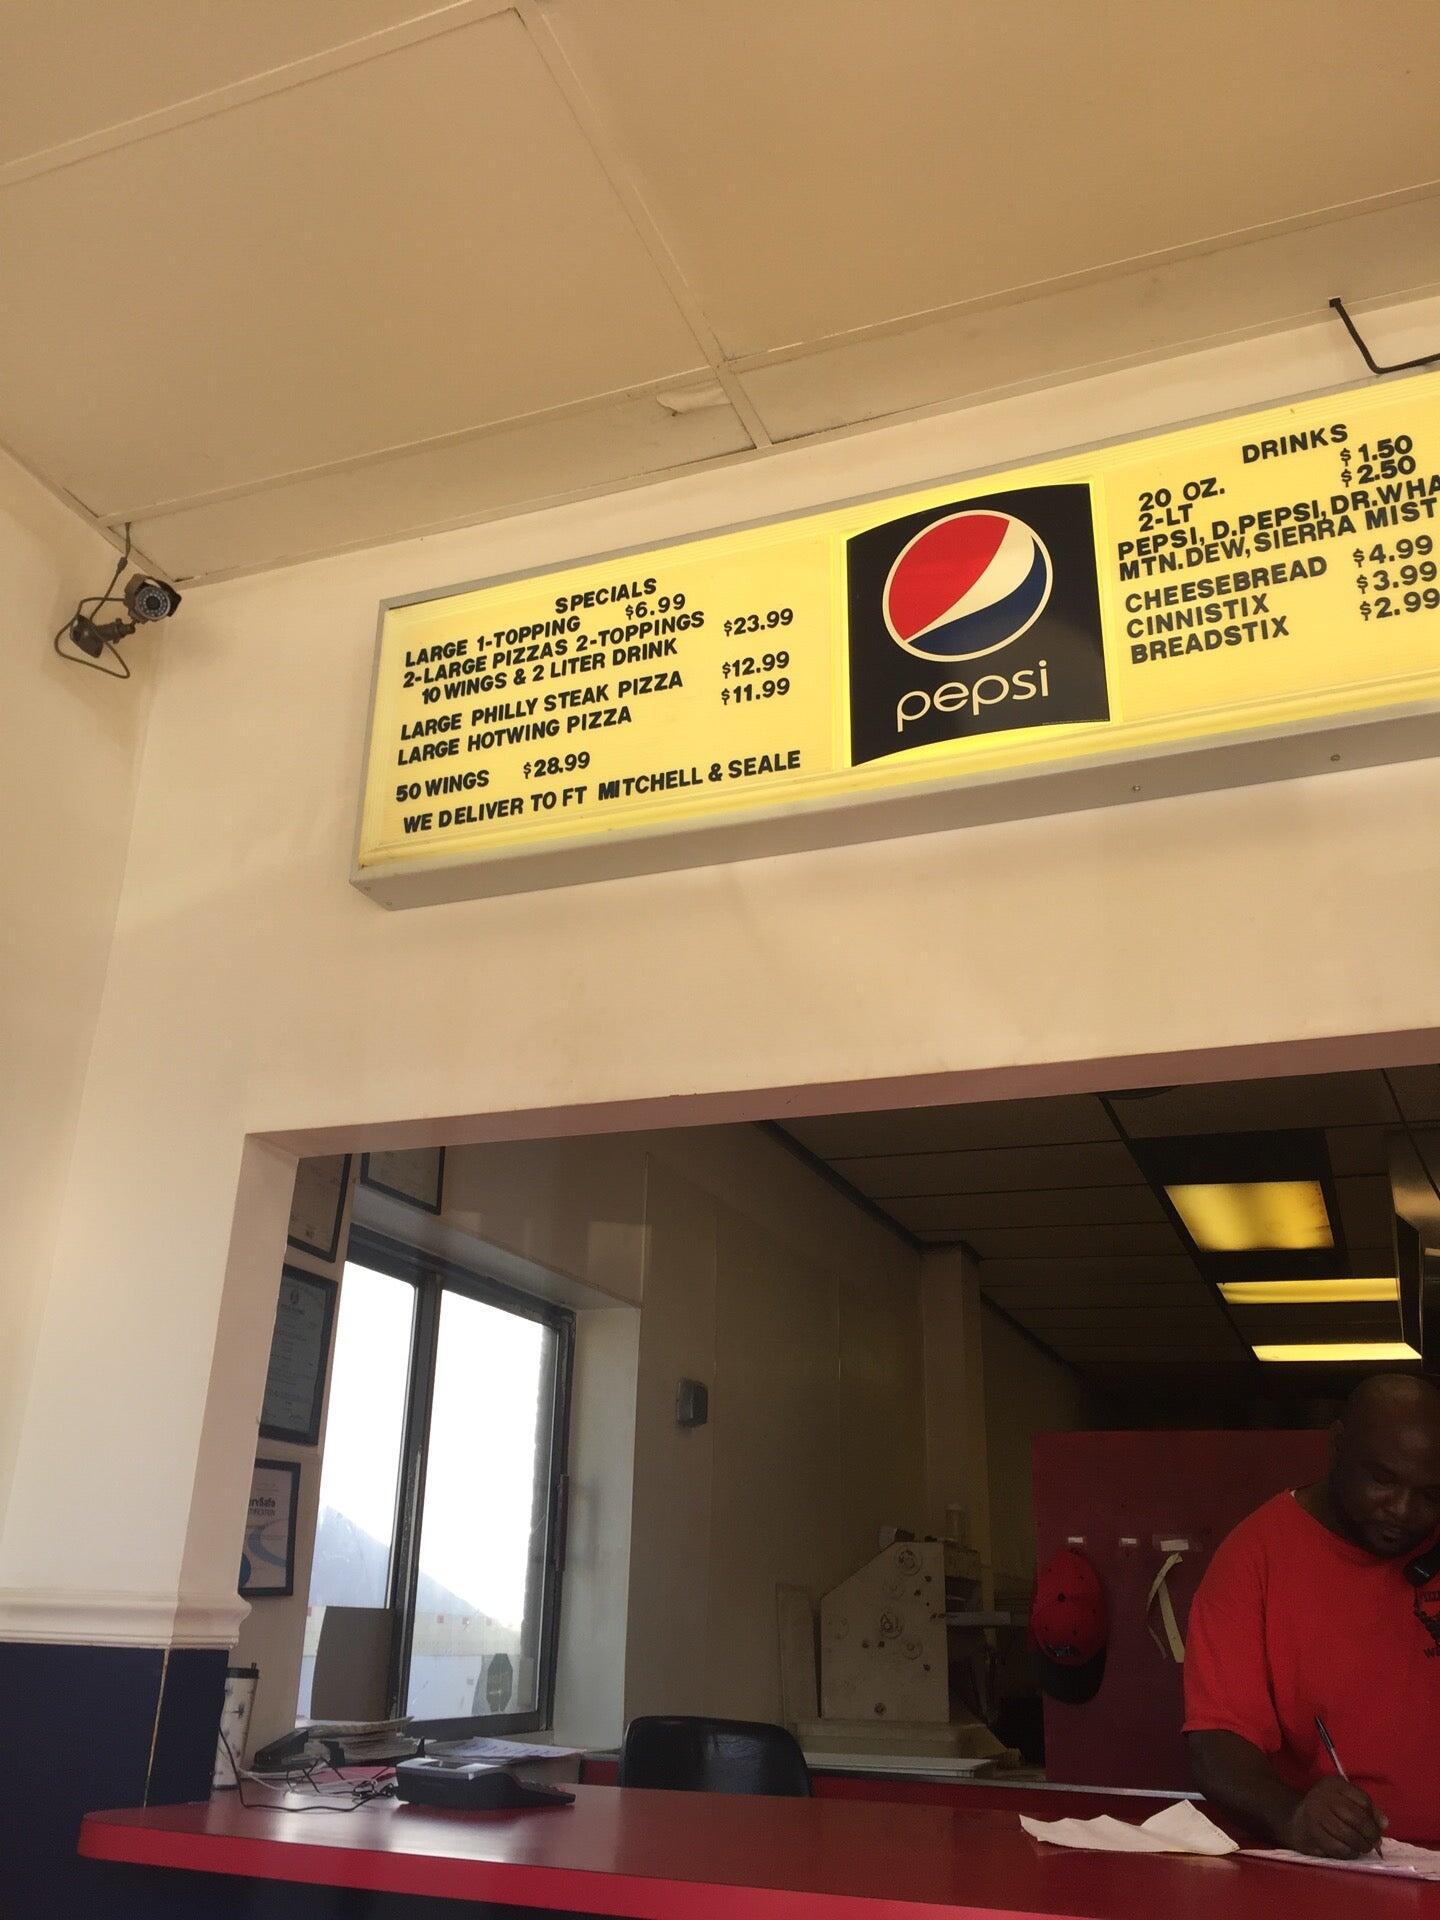 SPECIALS
LARGE 1-TOPPING $6.99
2-LARGE PIZZAS 2-TOPPINGS $23.99
10 WINGS & 2 LITER DRINK
LARGE PHILLY STEAK PIZZA $12.99
LARGE HOTWING PIZZA $11.99
50 WINGS $28.99
WE DELIVER TO FT MITCHELL & SEALE
pepsi
DRINKS
20 OZ. $1.50
2-LT $2.50
PEPSI, D.PEPSI, DR.WHA
MTN.DEW, SIERRA MIST
CHEESEBREAD $4.99
CINNISTIX $3.99
BREADSTIX $2.99